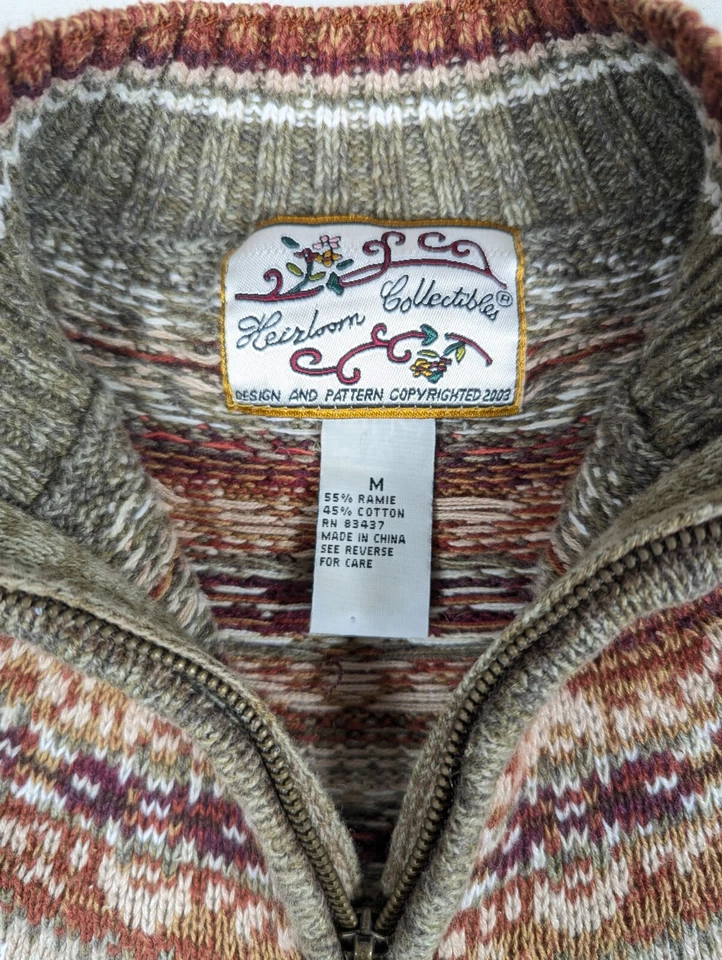 Heirloom Collectibles®
DESIGN AND PATTERN COPYRIGHTED 2003
M
55% RAMIE
45% COTTON
RN 83437
MADE IN CHINA
SEE REVERSE
FOR CARE